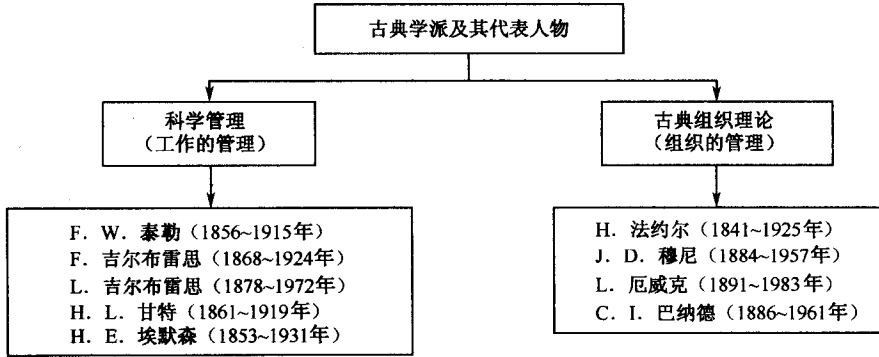 古典学派及其代表人物
科学管理
（工作的管理）
古典组织理论
（组织的管理）
F．W．泰勒（1856~1915年）
F．吉尔布雷思（1868~1924年）
L．吉尔布雷思（1878~1972年）
H．L．甘特（1861~1919年）
H．E．埃默森（1853~1931年）
H．法约尔（1841~1925年）
J．D．穆尼（1884~1957年）
L．厄威克（1891~1983年）
C．I．巴纳德（1886~1961年）